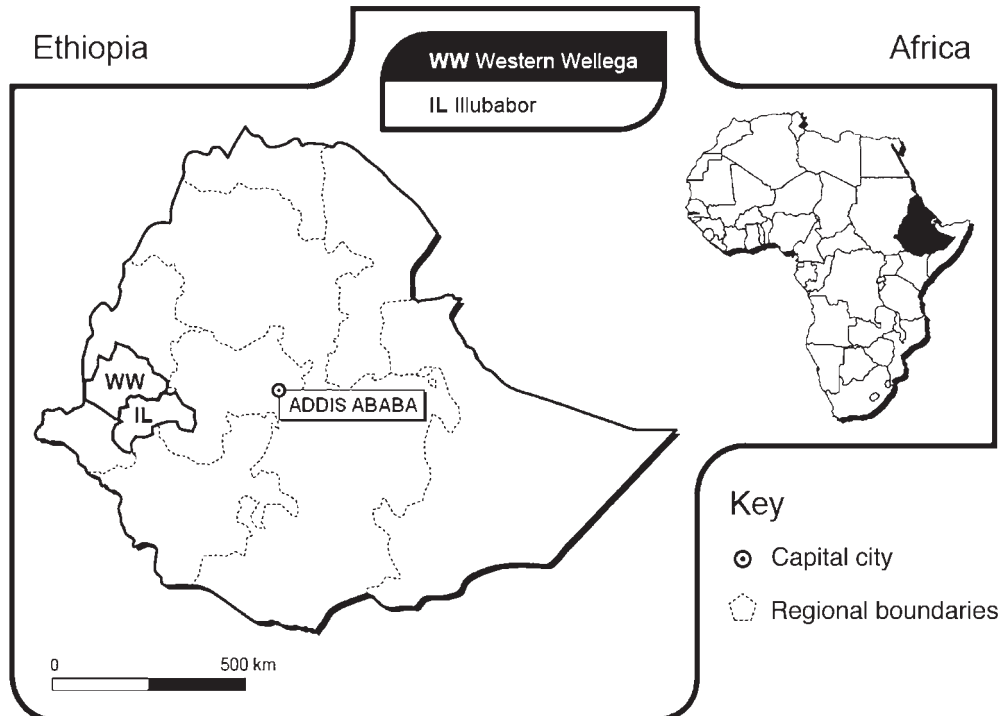 Ethiopia
WW Western Wellega
IL Illubabor
Africa
WW
IL
ADDIS ABABA
Key
Capital city
Regional boundaries
0 500 km